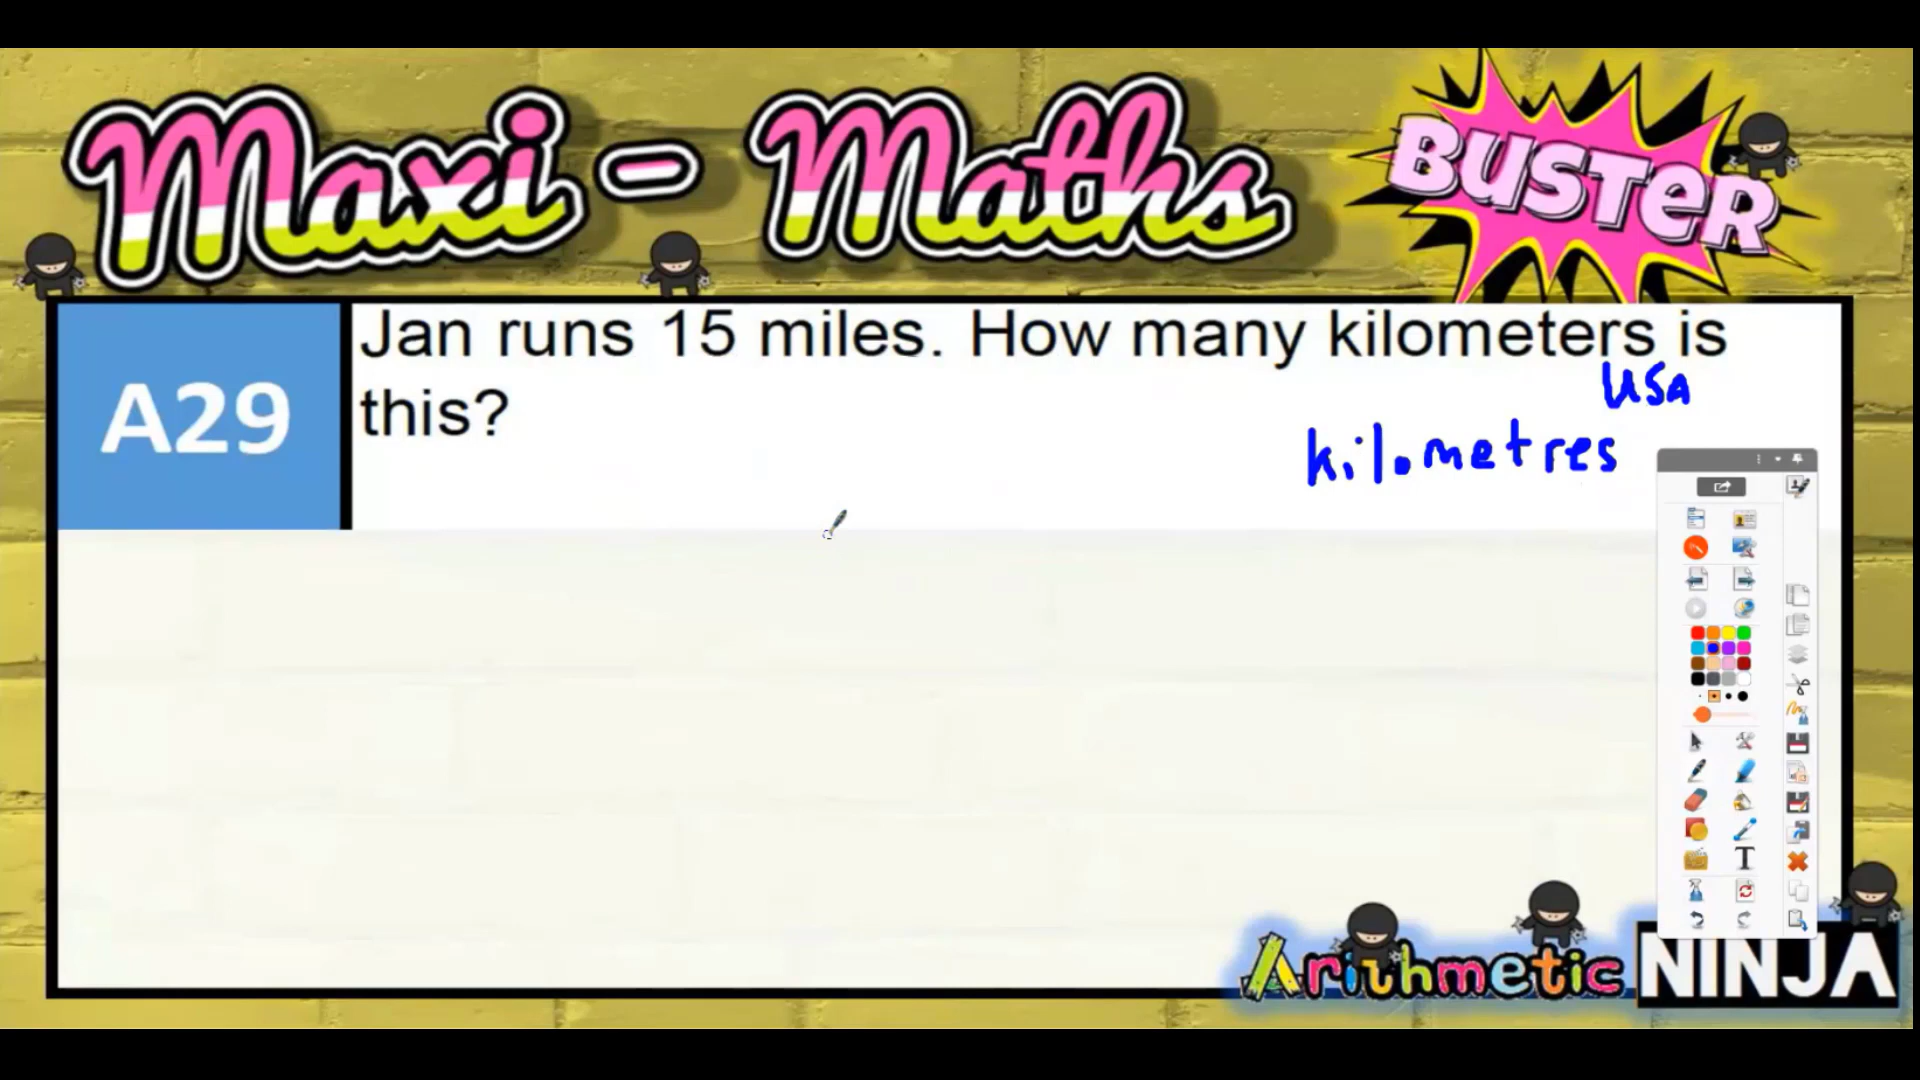 Maxi - Maths
BUSTER
A29
Jan runs 15 miles. How many kilometers is
this?
USA
kilometres
T
Arithmetic NINJA